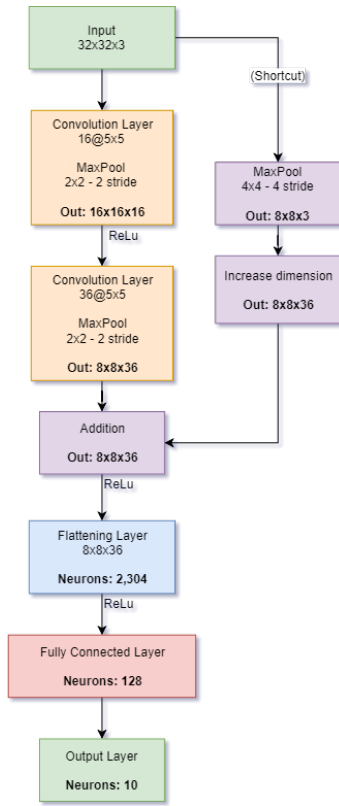 Input
32x32x3
(Shortcut)
Convolution Layer
16@5x5
MaxPool
2x2 - 2 stride
Out: 16x16x16
MaxPool
4x4 - 4 stride
Out: 8x8x3
ReLu
Convolution Layer
36@5x5
MaxPool
2x2 - 2 stride
Out: 8x8x36
Increase dimension
Out: 8x8x36
Addition
Out: 8x8x36
ReLu
Flattening Layer
8x8x36
Neurons: 2,304
ReLu
Fully Connected Layer
Neurons: 128
Output Layer
Neurons: 10